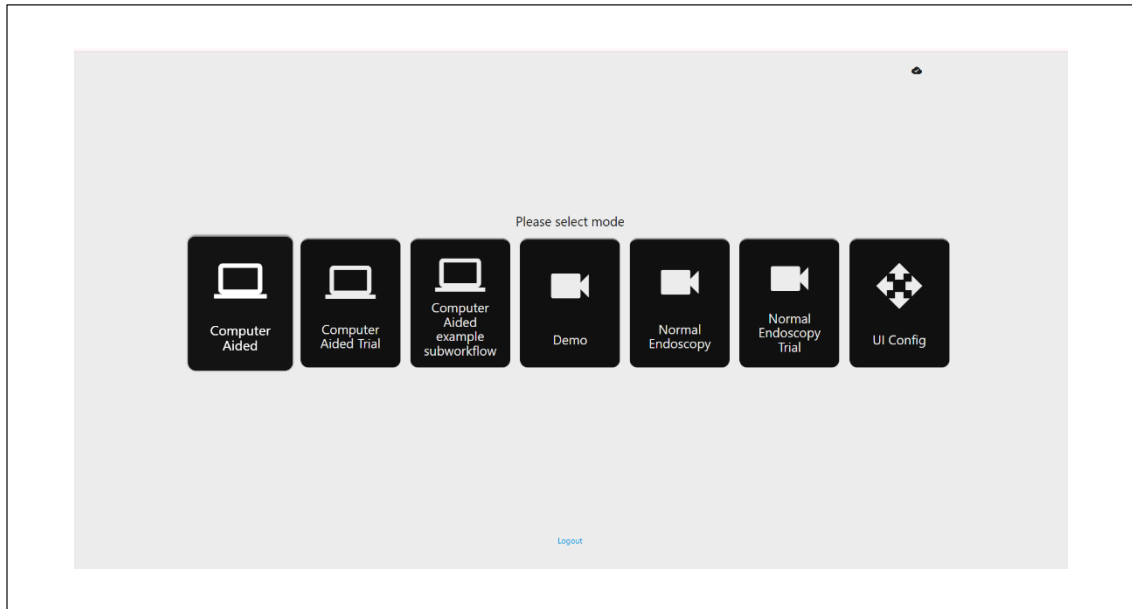 Please select mode
Computer
Aided
Computer
Aided Trial
Computer
Aided
example
subworkflow
Demo
Normal
Endoscopy
Normal
Endoscopy
Trial
UI Config
Logout